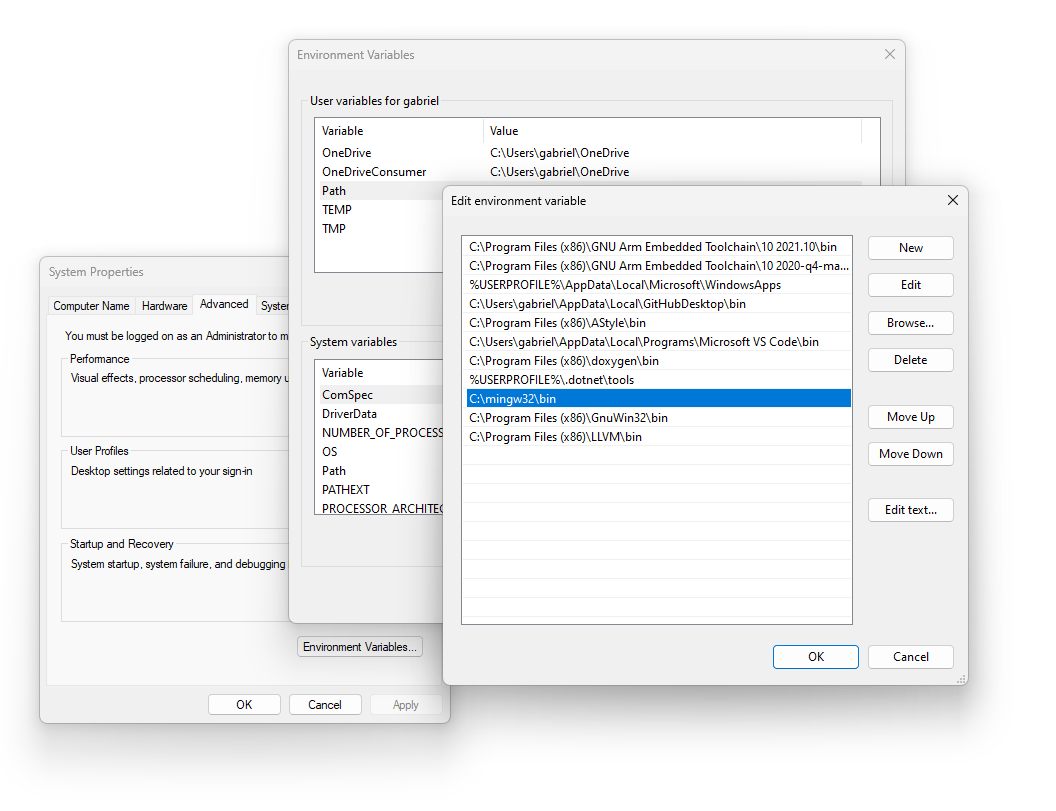 Environment Variables
User variables for gabriel
Variable Value
OneDrive C:\Users\gabriel\OneDrive
OneDriveConsumer C:\Users\gabriel\OneDrive
Path
TEMP
TMP
System variables
Variable
ComSpec
DriverData
NUMBER_OF_PROCESS
OS
Path
PATHEXT
PROCESSOR_ARCHITEC
Edit environment variable
C:\Program Files (x86)\GNU Arm Embedded Toolchain\10 2021.10\bin
C:\Program Files (x86)\GNU Arm Embedded Toolchain\10 2020-q4-ma...
%USERPROFILE%\AppData\Local\Microsoft\WindowsApps
C:\Users\gabriel\AppData\Local\GitHubDesktop\bin
C:\Program Files (x86)\AStyle\bin
C:\Users\gabriel\AppData\Local\Programs\Microsoft VS Code\bin
C:\Program Files (x86)\doxygen\bin
%USERPROFILE%\.dotnet\tools
C:\mingw32\bin
C:\Program Files (x86)\GnuWin32\bin
C:\Program Files (x86)\LLVM\bin
New
Edit
Browse...
Delete
Move Up
Move Down
Edit text...
OK Cancel
System Properties
Computer Name Hardware Advanced System
You must be logged on as an Administrator to m
Performance
Visual effects, processor scheduling, memory u
User Profiles
Desktop settings related to your sign-in
Startup and Recovery
System startup, system failure, and debugging
Environment Variables...
OK Cancel Apply